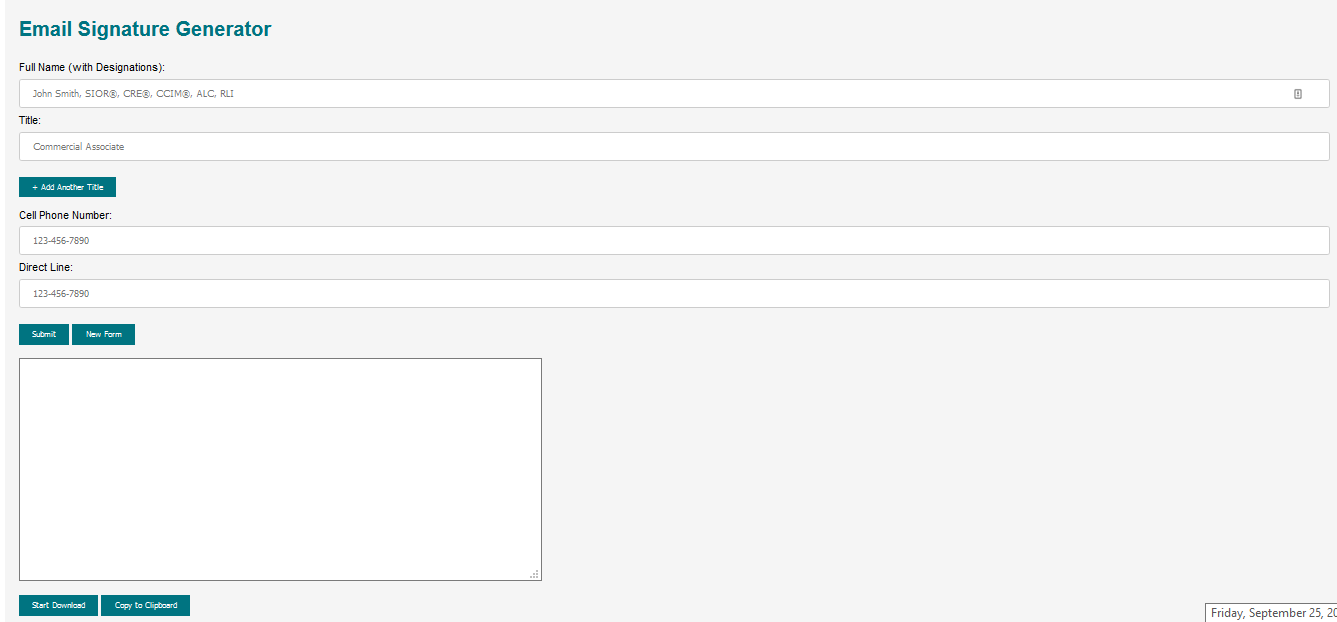 Email Signature Generator
Full Name (with Designations):
John Smith, SIOR®, CRE®, CCIM®, ALC, RLI
Title:
Commercial Associate
+ Add Another Title
Cell Phone Number:
123-456-7890
Direct Line:
123-456-7890
Submit New Form
Start Download Copy to Clipboard
Friday, September 25, 20